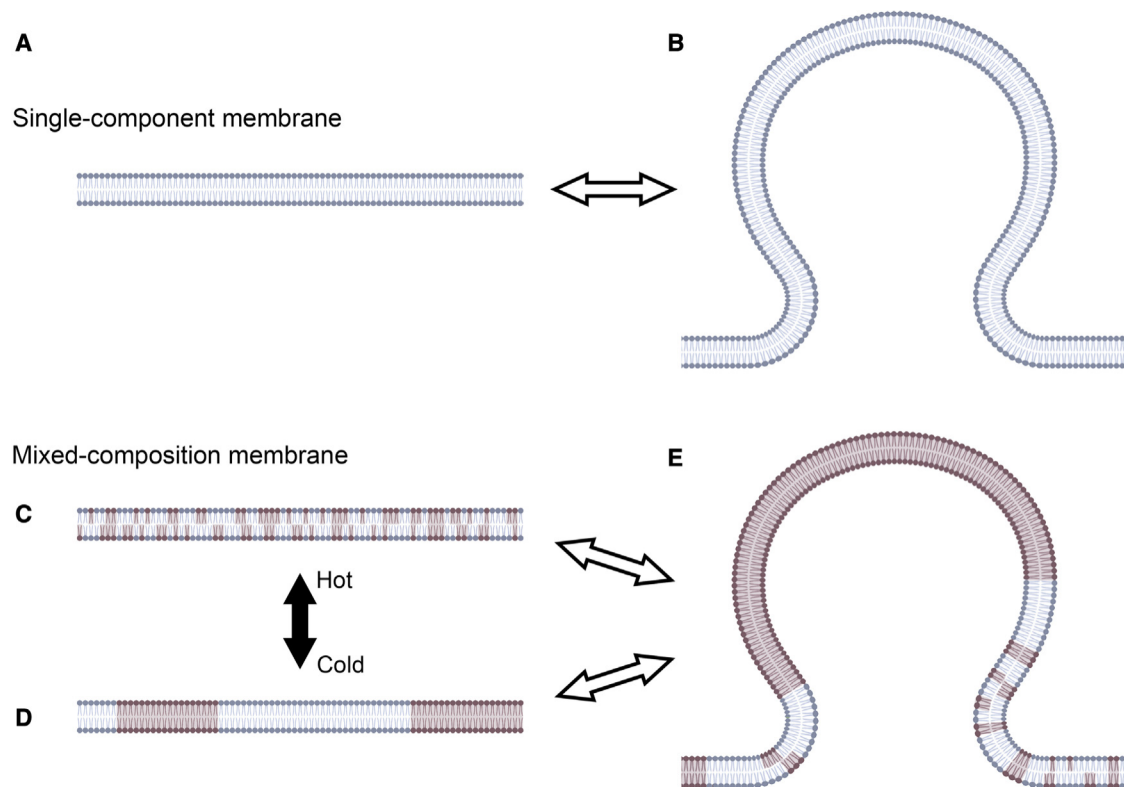 A
B
Single-component membrane
Mixed-composition membrane
E
C
Hot
Cold
D